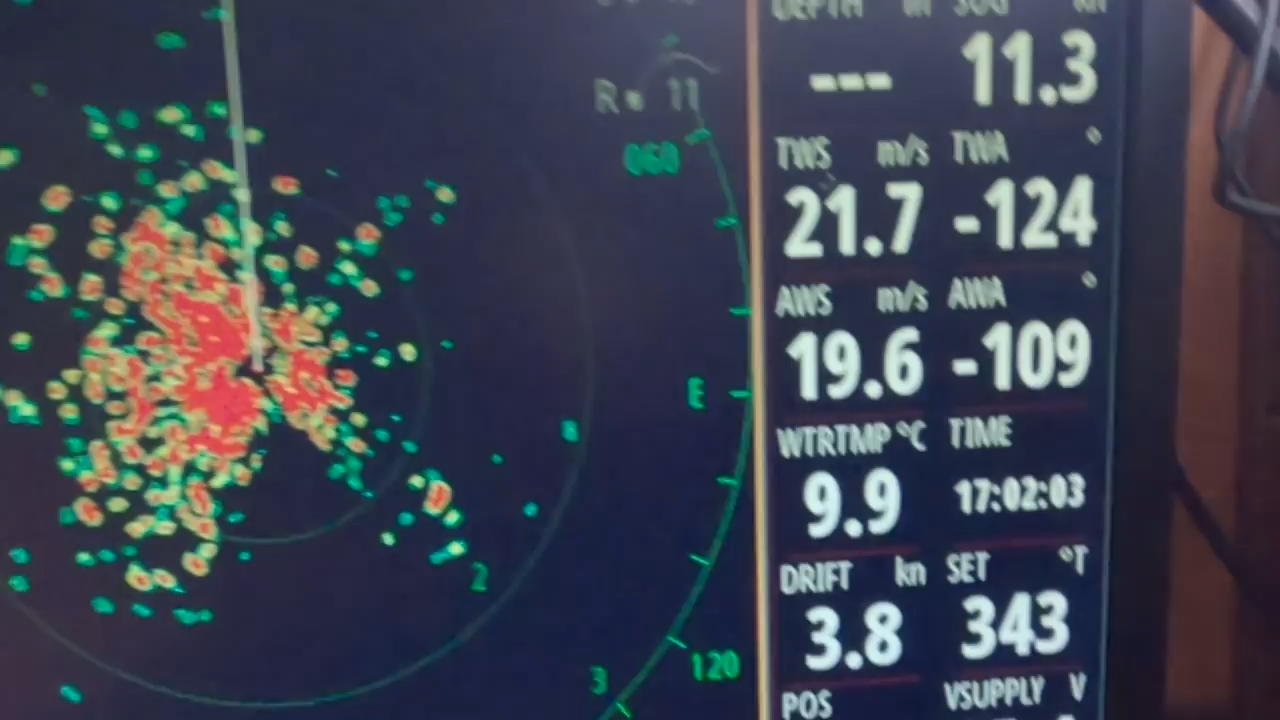 DEPTH m SOG kn
--- 11.3
R 11
060
TWS m/s TWA °
21.7 -124
AWS m/s AWA °
19.6 -109
E
WTRTMP °C TIME
9.9 17:02:03
DRIFT kn SET °T
2
3.8 343
120
3
POS VSUPPLY V